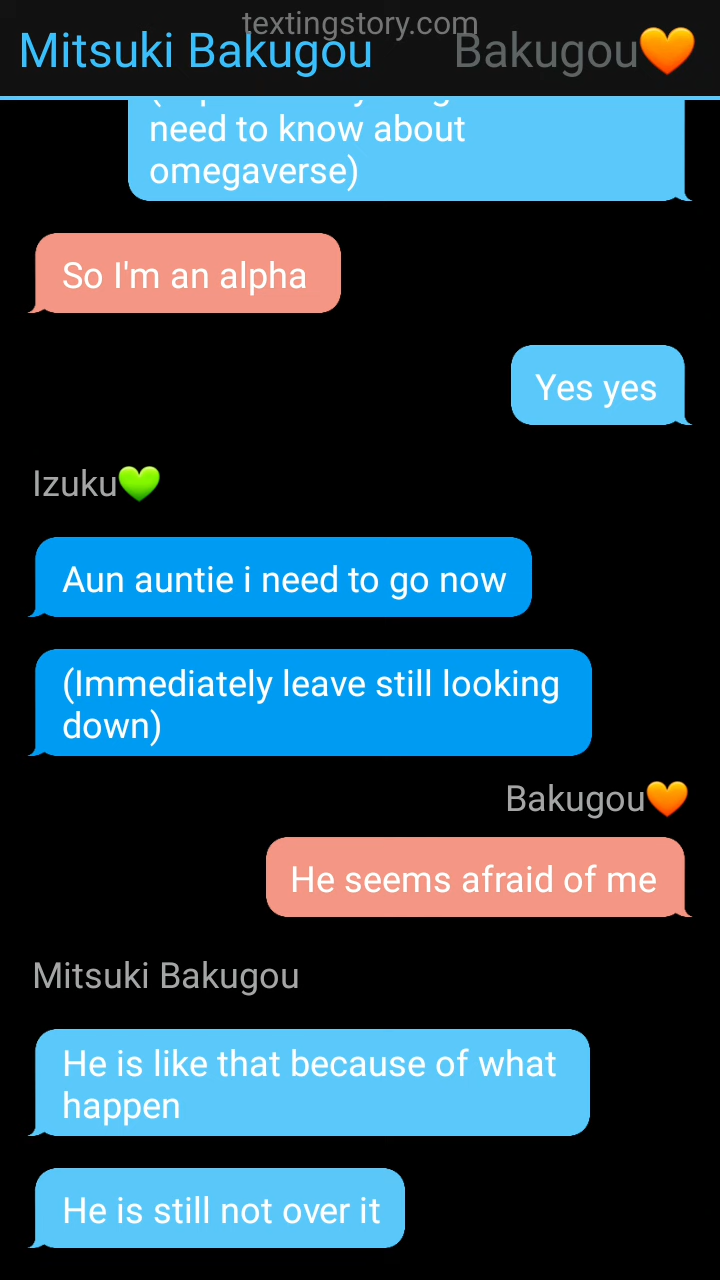 textingstory.com
Mitsuki Bakugou Bakugou🧡
need to know about
omegaverse)
So I'm an alpha
Yes yes
Izuku💚
Aun auntie i need to go now
(Immediately leave still looking
down)
Bakugou🧡
He seems afraid of me
Mitsuki Bakugou
He is like that because of what
happen
He is still not over it